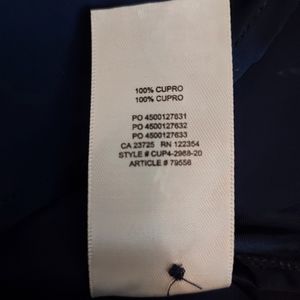 100% CUPRO
100% CUPRO
PO 4500127631
PO 4500127632
PO 4500127633
CA 23725 RN 122354
STYLE # CUP4-2968-20
ARTICLE # 79556